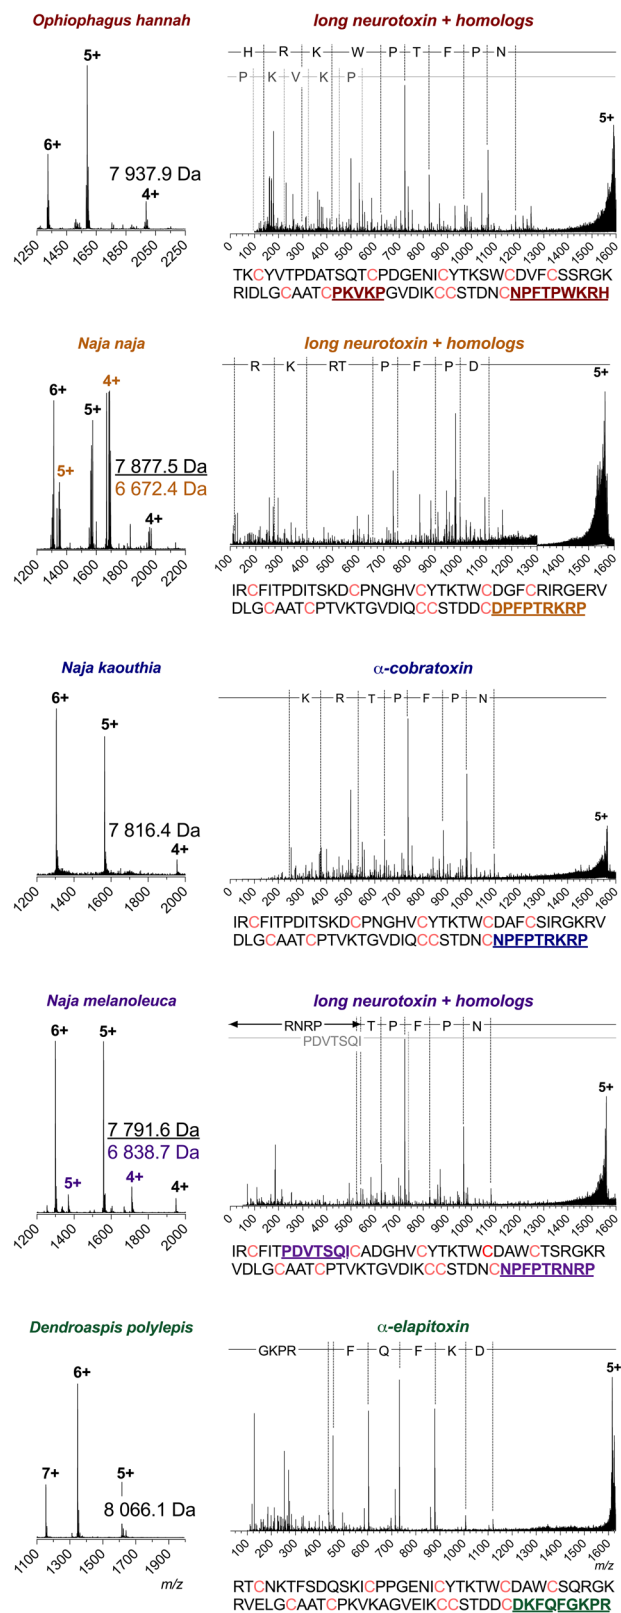 Ophiophagus hannah
long neurotoxin + homologs
5+
6+
7 937.9 Da
4+
1250 1450 1650 1850 2050 2250
H R K W P T F P N
P K V K P
5+
0 100 200 300 400 500 600 700 800 900 1000 1100 1200 1300 1400 1500 1600
TKCYVTPDATSQTCPDGENICYTKSWCDVFCSSRGK
RIDLGCAATCPKVKPGVDIKCCSTDNCNPFTPWKRH
Naja naja
long neurotoxin + homologs
6+
4+
5+
5+
7 877.5 Da
6 672.4 Da
4+
1200 1400 1600 1800 2000 2200
R K RT P F P D
5+
100 200 300 400 500 600 700 800 900 1000 1100 1200 1300 1400 1500 1600
IRCFITPDITSKDCPNGHVCYTKTWCDGFCRIRGERV
DLGCAATCPTVKTGVDIQCCSTDDCDPFPTRKRP
Naja kaouthia
α-cobratoxin
6+
5+
7 816.4 Da
4+
1200 1400 1600 1800 2000
K R T P F P N
5+
0 100 200 300 400 500 600 700 800 900 1000 1100 1200 1300 1400 1500 1600
IRCFITPDITSKDCPNGHVCYTKTWCDAFCSIRGKRV
DLGCAATCPTVKTGVDIQCCSTDNCNPFPTRKRP
Naja melanoleuca
long neurotoxin + homologs
6+
5+
7 791.6 Da
6 838.7 Da
5+
4+
4+
1200 1400 1600 1800 2000
RNRP T P F P N
PDVTSQI
5+
0 100 200 300 400 500 600 700 800 900 1000 1100 1200 1300 1400 1500 1600
IRCFITPDVTSQICADGHVCYTKTWCDAWCTSRGKR
VDLGCAATCPTVKTGVDIKCCSTDNCNPFPTRNRP
Dendroaspis polylepis
α-elapitoxin
6+
7+
5+
8 066.1 Da
1100 1300 1500 1700 1900
m/z
GKPR F Q F K D
5+
0 100 200 300 400 500 600 700 800 900 1000 1100 1200 1300 1400 1500 1600
m/z
RTCNKTFSDQSKICPPGENICYTKTWCDAWCSQRGK
RVELGCAATCPKVKAGVEIKCCSTDDCDKFQFGKPR